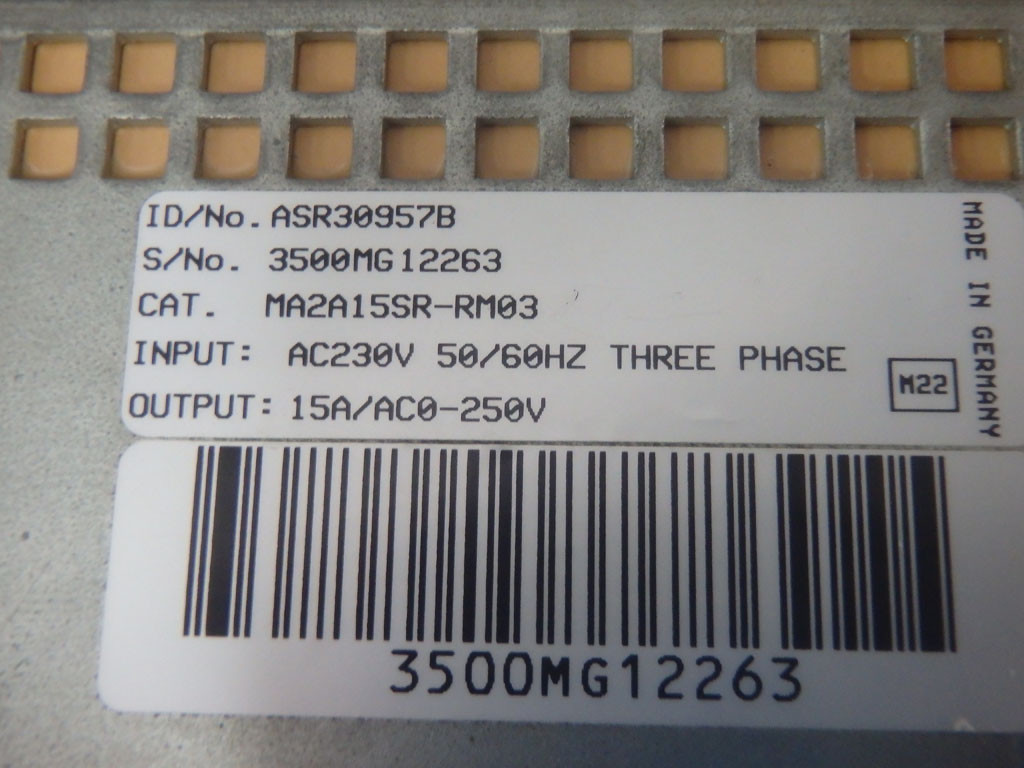 ID/No. ASR30957B
S/No. 3500MG12263
CAT. MA2A15SR-RM03
INPUT: AC230V 50/60HZ THREE PHASE
OUTPUT: 15A/AC0-250V
M22
MADE IN GERMANY
3500MG12263